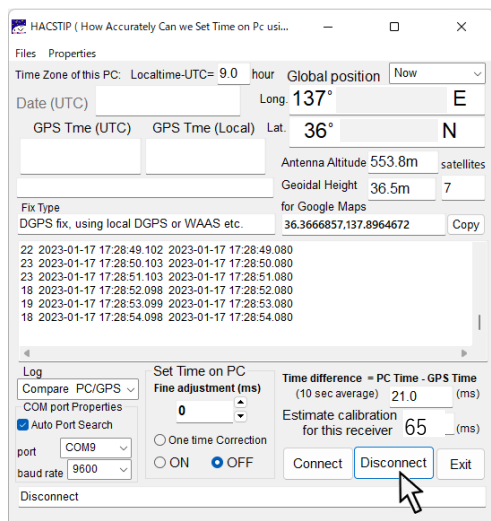 HACSTIP ( How Accurately Can we Set Time on Pc usi...
Files Properties
Time Zone of this PC: Localtime-UTC= 9.0 hour
Global position Now
Date (UTC)
Long. 137° E
GPS Tme (UTC) GPS Tme (Local)
Lat. 36° N
Antenna Altitude 553.8m satellites
Geoidal Height 36.5m 7
for Google Maps
Fix Type
DGPS fix, using local DGPS or WAAS etc.
36.3666857,137.8964672 Copy
22 2023-01-17 17:28:49.102 2023-01-17 17:28:49.080
23 2023-01-17 17:28:50.103 2023-01-17 17:28:50.080
23 2023-01-17 17:28:51.103 2023-01-17 17:28:51.080
18 2023-01-17 17:28:52.098 2023-01-17 17:28:52.080
19 2023-01-17 17:28:53.099 2023-01-17 17:28:53.080
18 2023-01-17 17:28:54.098 2023-01-17 17:28:54.080
Log
Compare PC/GPS
COM port Properties
Auto Port Search
port COM9
baud rate 9600
Set Time on PC
Fine adjustment (ms)
0
One time Correction
ON OFF
Time difference = PC Time - GPS Time
(10 sec average) 21.0 (ms)
Estimate calibration
for this receiver 65 (ms)
Connect Disconnect Exit
Disconnect